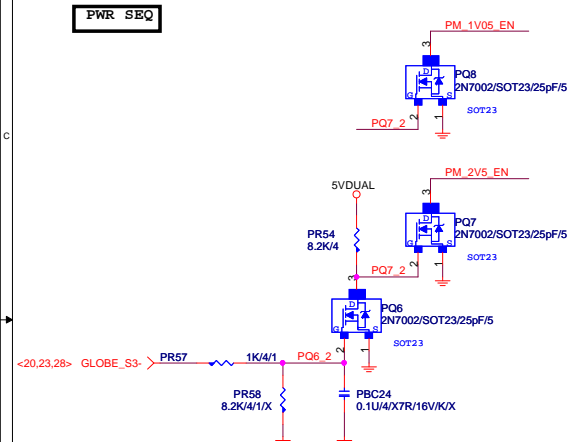 PWR SEQ
PM_1V05_EN
3
D
PQ8
2N7002/SOT23/25pF/5
G
S
SOT23
2
1
PQ7_2
C
PM_2V5_EN
5VDUAL
3
D
PQ7
2N7002/SOT23/25pF/5
PR54
8.2K/4
G
S
SOT23
2
1
PQ7_2
3
D
PQ6
2N7002/SOT23/25pF/5
G
S
SOT23
2
1
<20,23,28> GLOBE_S3- PR57 1K/4/1 PQ6_2
PR58
8.2K/4/1/X
PBC24
0.1U/4/X7R/16V/K/X